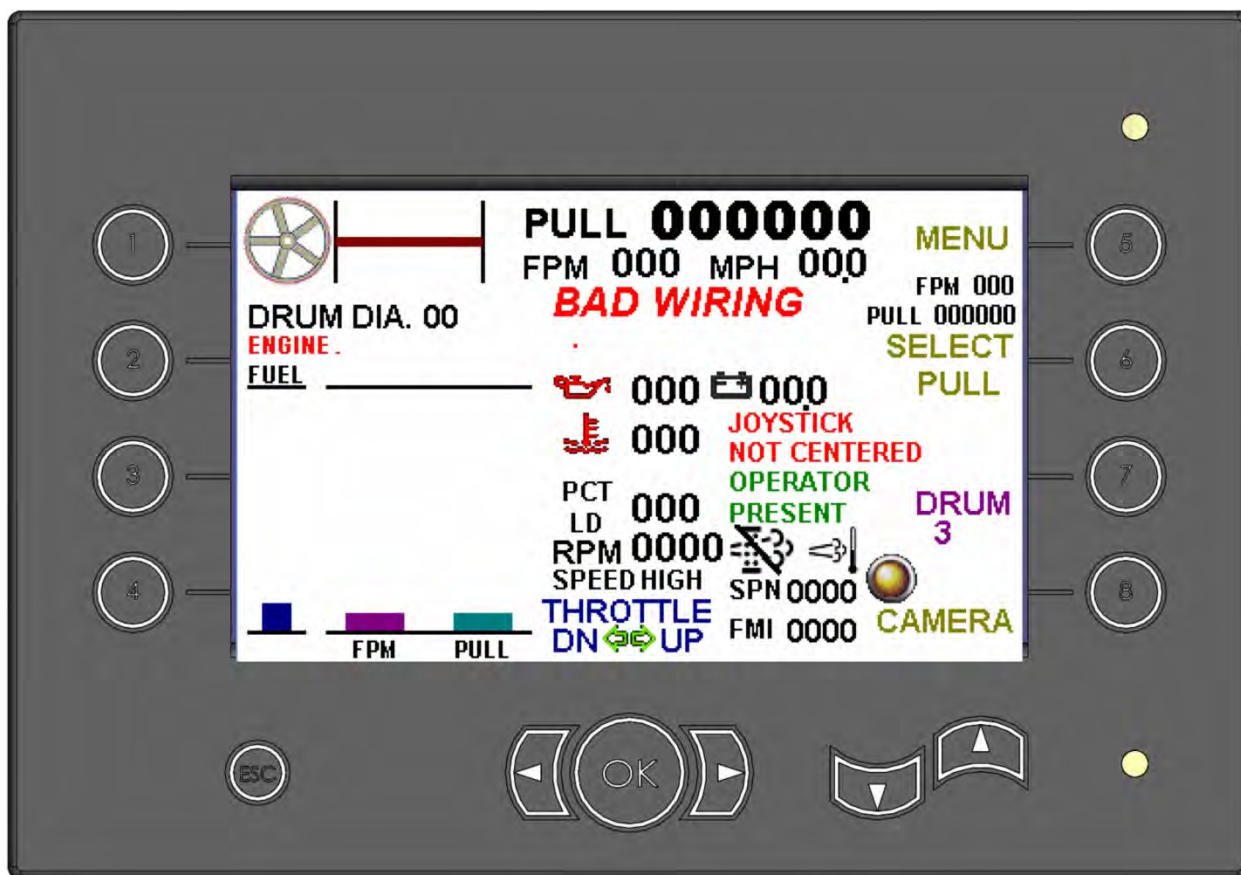 PULL 000000
FPM 000 MPH 00.0
BAD WIRING
MENU
FPM 000
PULL 000000
SELECT
PULL
DRUM DIA. 00
ENGINE .
FUEL
000 00.0
000
JOYSTICK
NOT CENTERED
OPERATOR
PRESENT
PCT
LD 000
RPM 0000
SPEED HIGH
SPN 0000
FMI 0000
THROTTLE
DN UP
DRUM
3
CAMERA
FPM PULL
1
2
3
4
5
6
7
8
ESC
OK